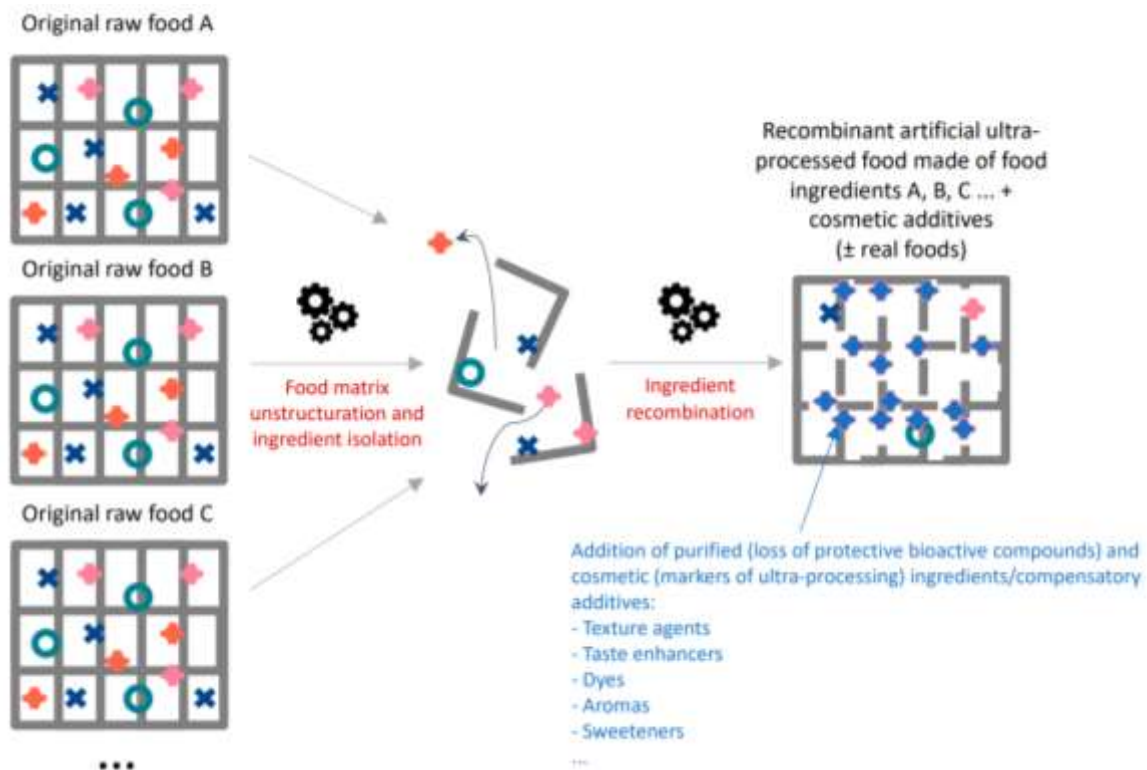 Original raw food A
Original raw food B
Original raw food C
...
Food matrix
unstructuration and
ingredient isolation
Ingredient
recombination
Recombinant artificial ultra-
processed food made of food
ingredients A, B, C ... +
cosmetic additives
(± real foods)
Addition of purified (loss of protective bioactive compounds) and
cosmetic (markers of ultra-processing) ingredients/compensatory
additives:
- Texture agents
- Taste enhancers
- Dyes
- Aromas
- Sweeteners
...